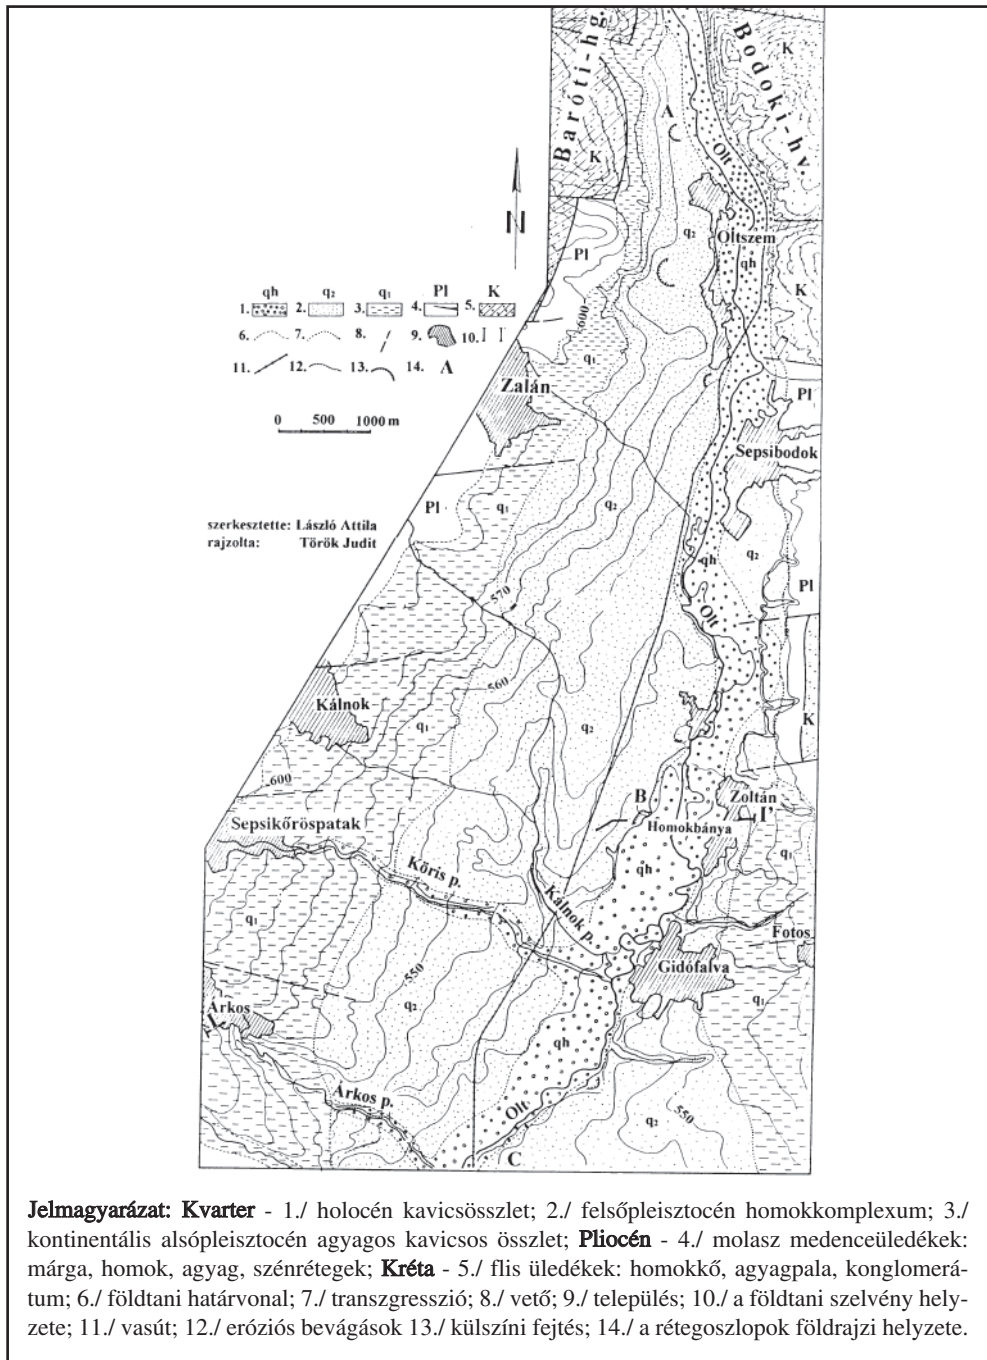 Baróti-hg.
Bodoki-hv.
K
K
A
Olt
N
q₂
Oltszem
qh
Pl
K
qh q₂ q₁ Pl K
1. 2. 3. 4. 5.
6. 7. 8. 9. 10.
11. 12. 13. 14. A
600
q₁
Zalán
Pl
0 500 1000 m
Sepsibodok
Pl
q₁
q₂
szerkesztette: László Attila
rajzolta: Török Judit
qh
q₂
Pl
570
Olt
560
Kálnok
q₁
q₂
K
600
B
Zoltán
I'
Sepsikőröspatak
Homokbánya
q₁
Kőris p.
qh
Kálnok p.
q₁
Fotos
550
Gidófalva
q₂
q₁
Árkos
I
qh
Árkos p.
Olt
550
q₂
C
Jelmagyarázat: Kvarter - 1./ holocén kavicsösszlet; 2./ felsőpleisztocén homokkomplexum; 3./
kontinentális alsópleisztocén agyagos kavicsos összlet; Pliocén - 4./ molasz medenceüledékek:
márga, homok, agyag, szénrétegek; Kréta - 5./ flis üledékek: homokkő, agyagpala, konglomerá-
tum; 6./ földtani határvonal; 7./ transzgresszió; 8./ vető; 9./ település; 10./ a földtani szelvény hely-
zete; 11./ vasút; 12./ eróziós bevágások 13./ külszíni fejtés; 14./ a rétegoszlopok földrajzi helyzete.